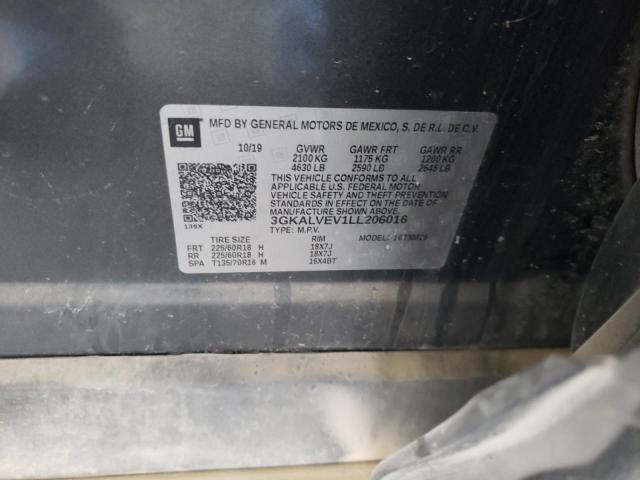 GM
MFD BY GENERAL MOTORS DE MEXICO, S. DE R.L. DE C.V.
10/19 GVWR GAWR FRT GAWR RR
2100 KG 1175 KG 1200 KG
4630 LB 2590 LB 2645 LB
THIS VEHICLE CONFORMS TO ALL
APPLICABLE U.S. FEDERAL MOTOR
VEHICLE SAFETY AND THEFT PREVENTION
STANDARDS IN EFFECT ON THE DATE OF
MANUFACTURE SHOWN ABOVE.
139X 3GKALVEV1LL206016
TYPE: M.P.V. MODEL:
TIRE SIZE RIM
FRT 225/60R18 H 18X7J
RR 225/60R18 H 18X7J
SPA T135/70R16 M 16X4BT